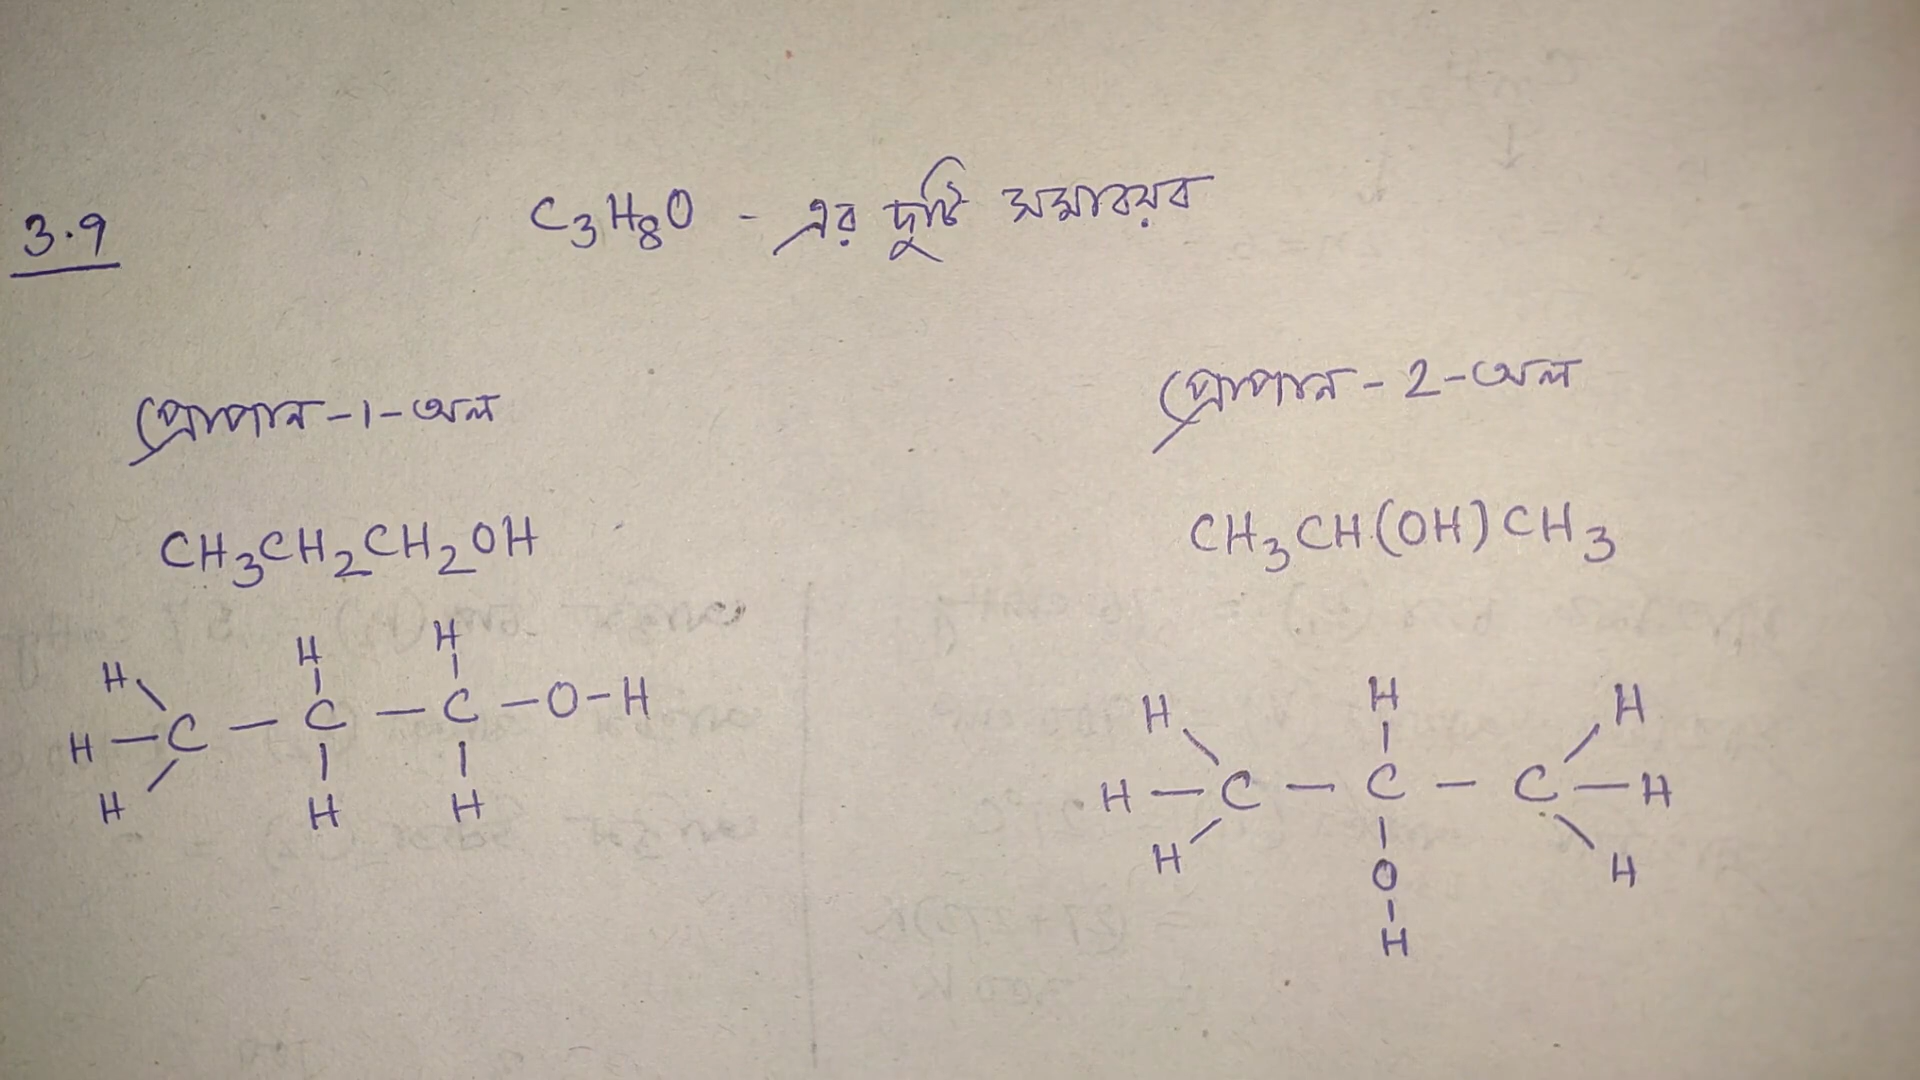 3.9
C₃H₈O - এর দুটি সমাবয়ব
প্রোপান-1-অল
প্রোপান-2-অল
CH₃CH₂CH₂OH
CH₃CH(OH)CH₃
H H H
H - C - C - C - O - H
H H H
H H H
H - C - C - C - H
H O H
H